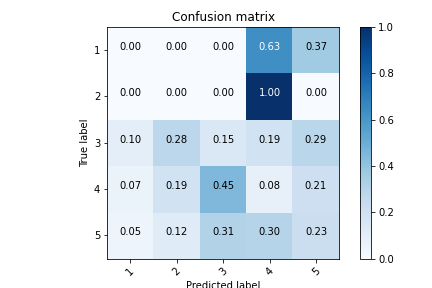 Confusion matrix
1.0
1 0.00 0.00 0.00 0.63 0.37
0.8
2 0.00 0.00 0.00 1.00 0.00
0.6
True label
3 0.10 0.28 0.15 0.19 0.29
0.4
4 0.07 0.19 0.45 0.08 0.21
0.2
5 0.05 0.12 0.31 0.30 0.23
0.0
1 2 3 4 5
Predicted label